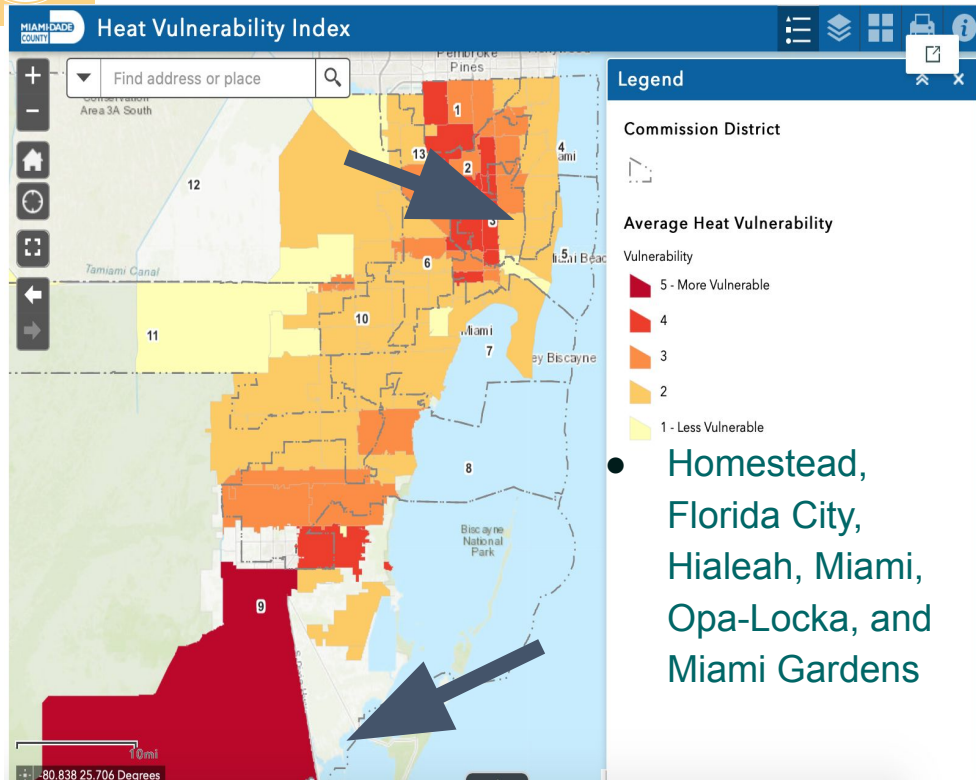 MIAMI-DADE
COUNTY
Heat Vulnerability Index
Find address or place
Pembroke
Pines
Area 3A South
Legend
Commission District
Average Heat Vulnerability
Vulnerability
5 - More Vulnerable
4
3
2
1 - Less Vulnerable
• Homestead,
Florida City,
Hialeah, Miami,
Opa-Locka, and
Miami Gardens
1
13
2
4
12
3
5
6
Tamiami Canal
10
11
Miami
7
ey Biscayne
8
Biscayne
National
Park
9
10mi
-80.838 25.706 Degrees